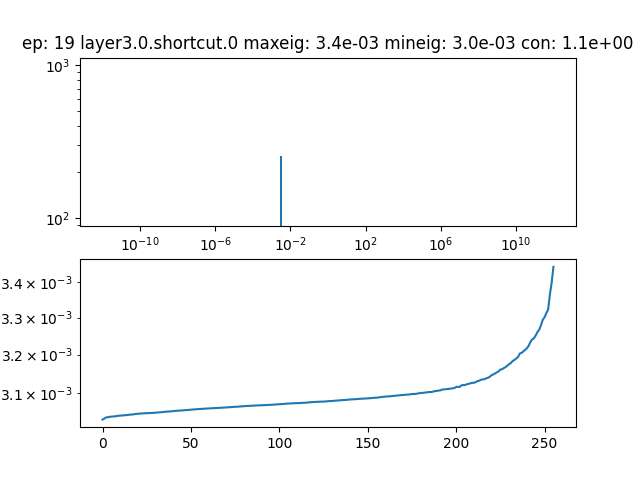 ep: 19 layer3.0.shortcut.0 maxeig: 3.4e-03 mineig: 3.0e-03 con: 1.1e+00
10³
10²
10⁻¹⁰ 10⁻⁶ 10⁻² 10² 10⁶ 10¹⁰
3.4 × 10⁻³
3.3 × 10⁻³
3.2 × 10⁻³
3.1 × 10⁻³
0 50 100 150 200 250